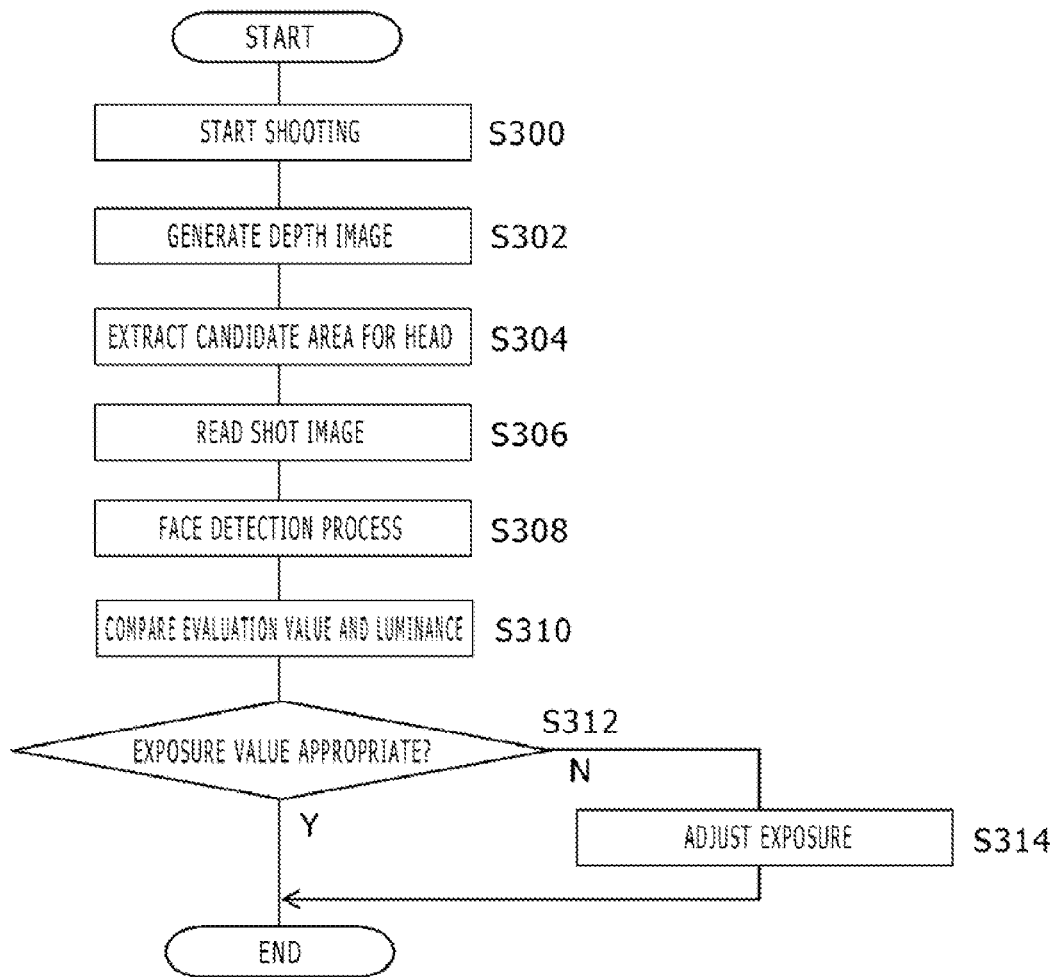 START
START SHOOTING S300
GENERATE DEPTH IMAGE S302
EXTRACT CANDIDATE AREA FOR HEAD S304
READ SHOT IMAGE S306
FACE DETECTION PROCESS S308
COMPARE EVALUATION VALUE AND LUMINANCE S310
S312
EXPOSURE VALUE APPROPRIATE?
N
Y
ADJUST EXPOSURE S314
END